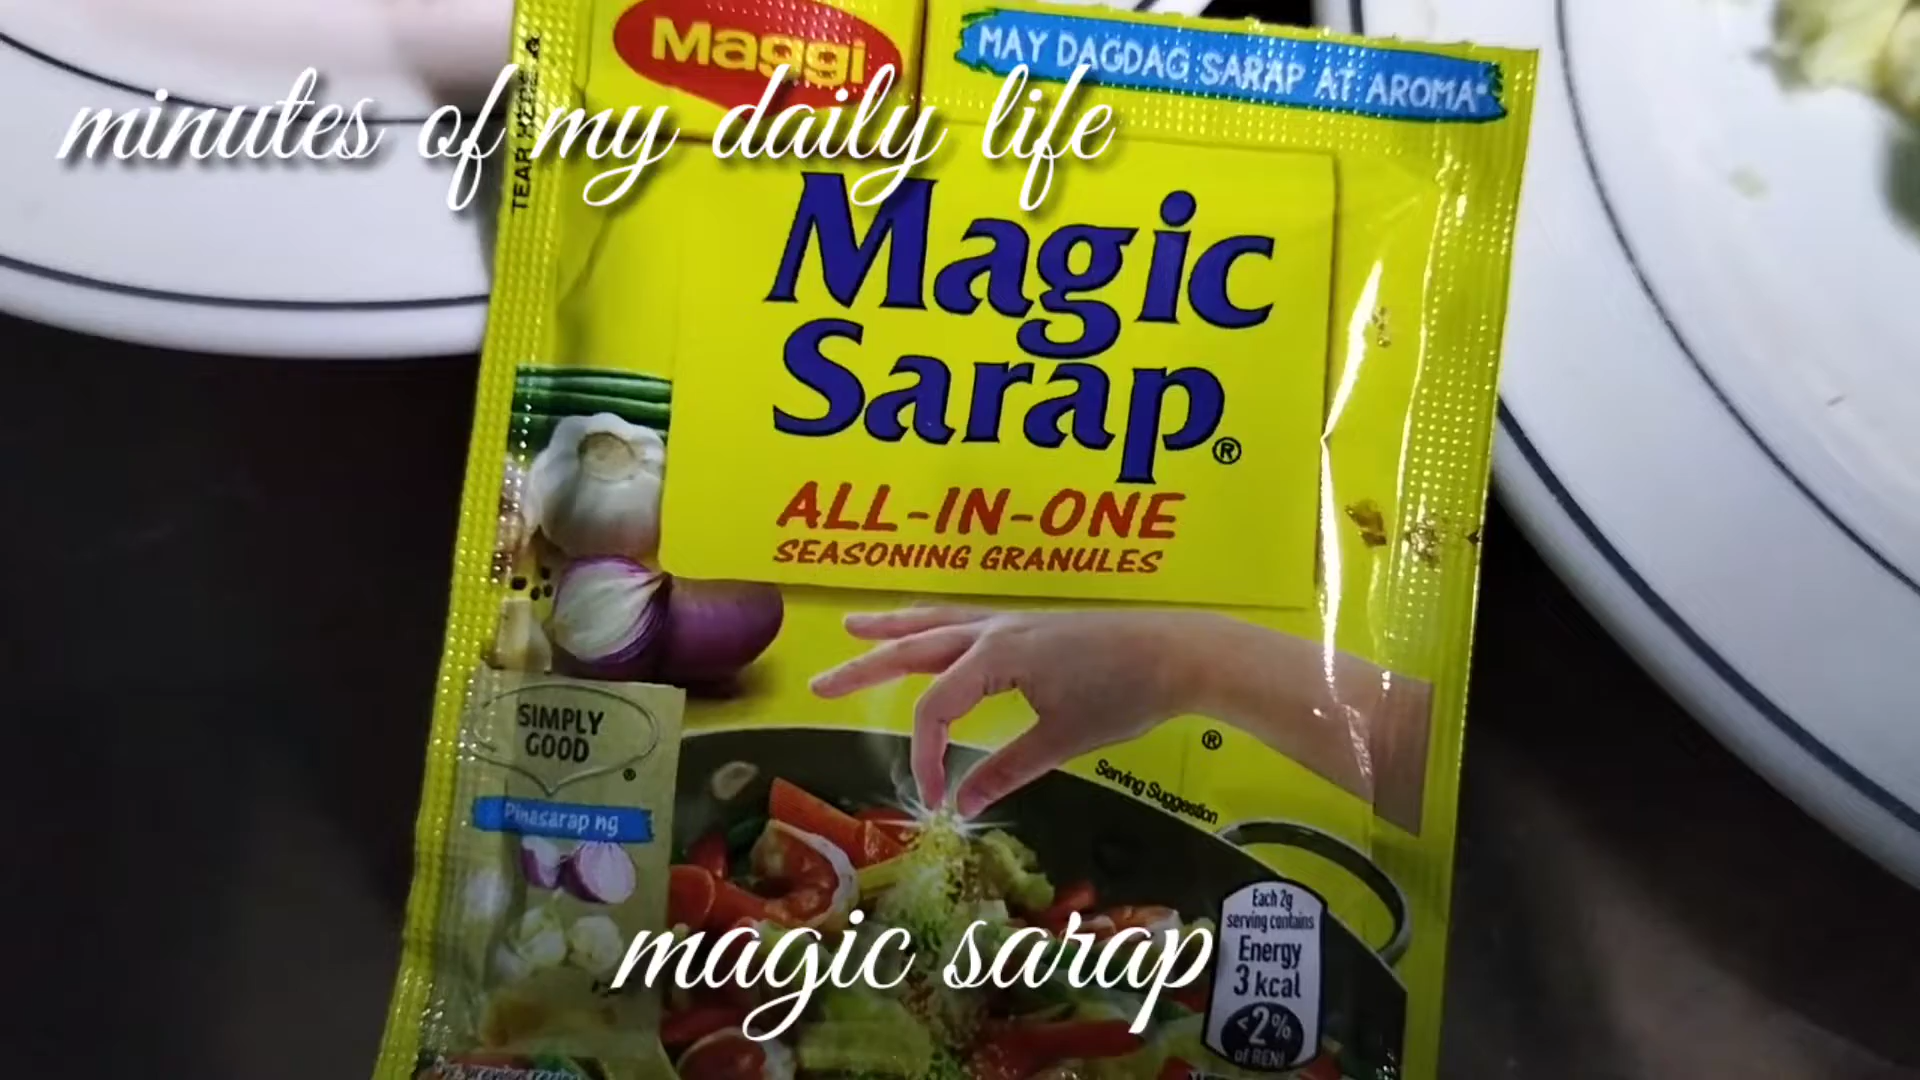 Maggi
MAY DAGDAG SARAP AT AROMA*
minutes of my daily life
TEAR HERE
Magic
Sarap®
ALL-IN-ONE
SEASONING GRANULES
SIMPLY
GOOD
®
®
Serving Suggestion
Pinasarap ng
Each 2g
serving contains
Energy
3 kcal
<2%
of RENI
magic sarap